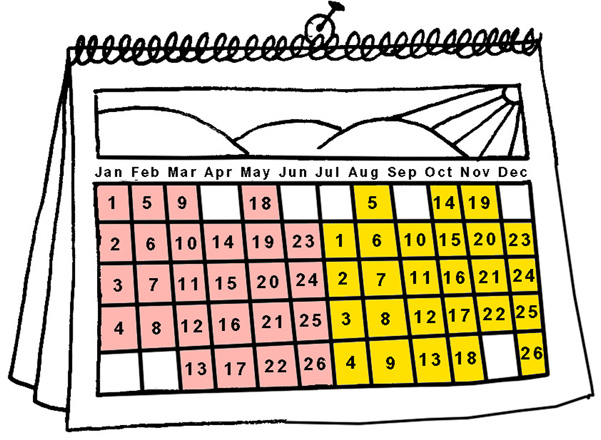 Jan Feb Mar Apr May Jun Jul Aug Sep Oct Nov Dec
1 5 9 18 5 14 19
2 6 10 14 19 23 1 6 10 15 20 23
3 7 11 15 20 24 2 7 11 16 21 24
4 8 12 16 21 25 3 8 12 17 22 25
13 17 22 26 4 9 13 18 26